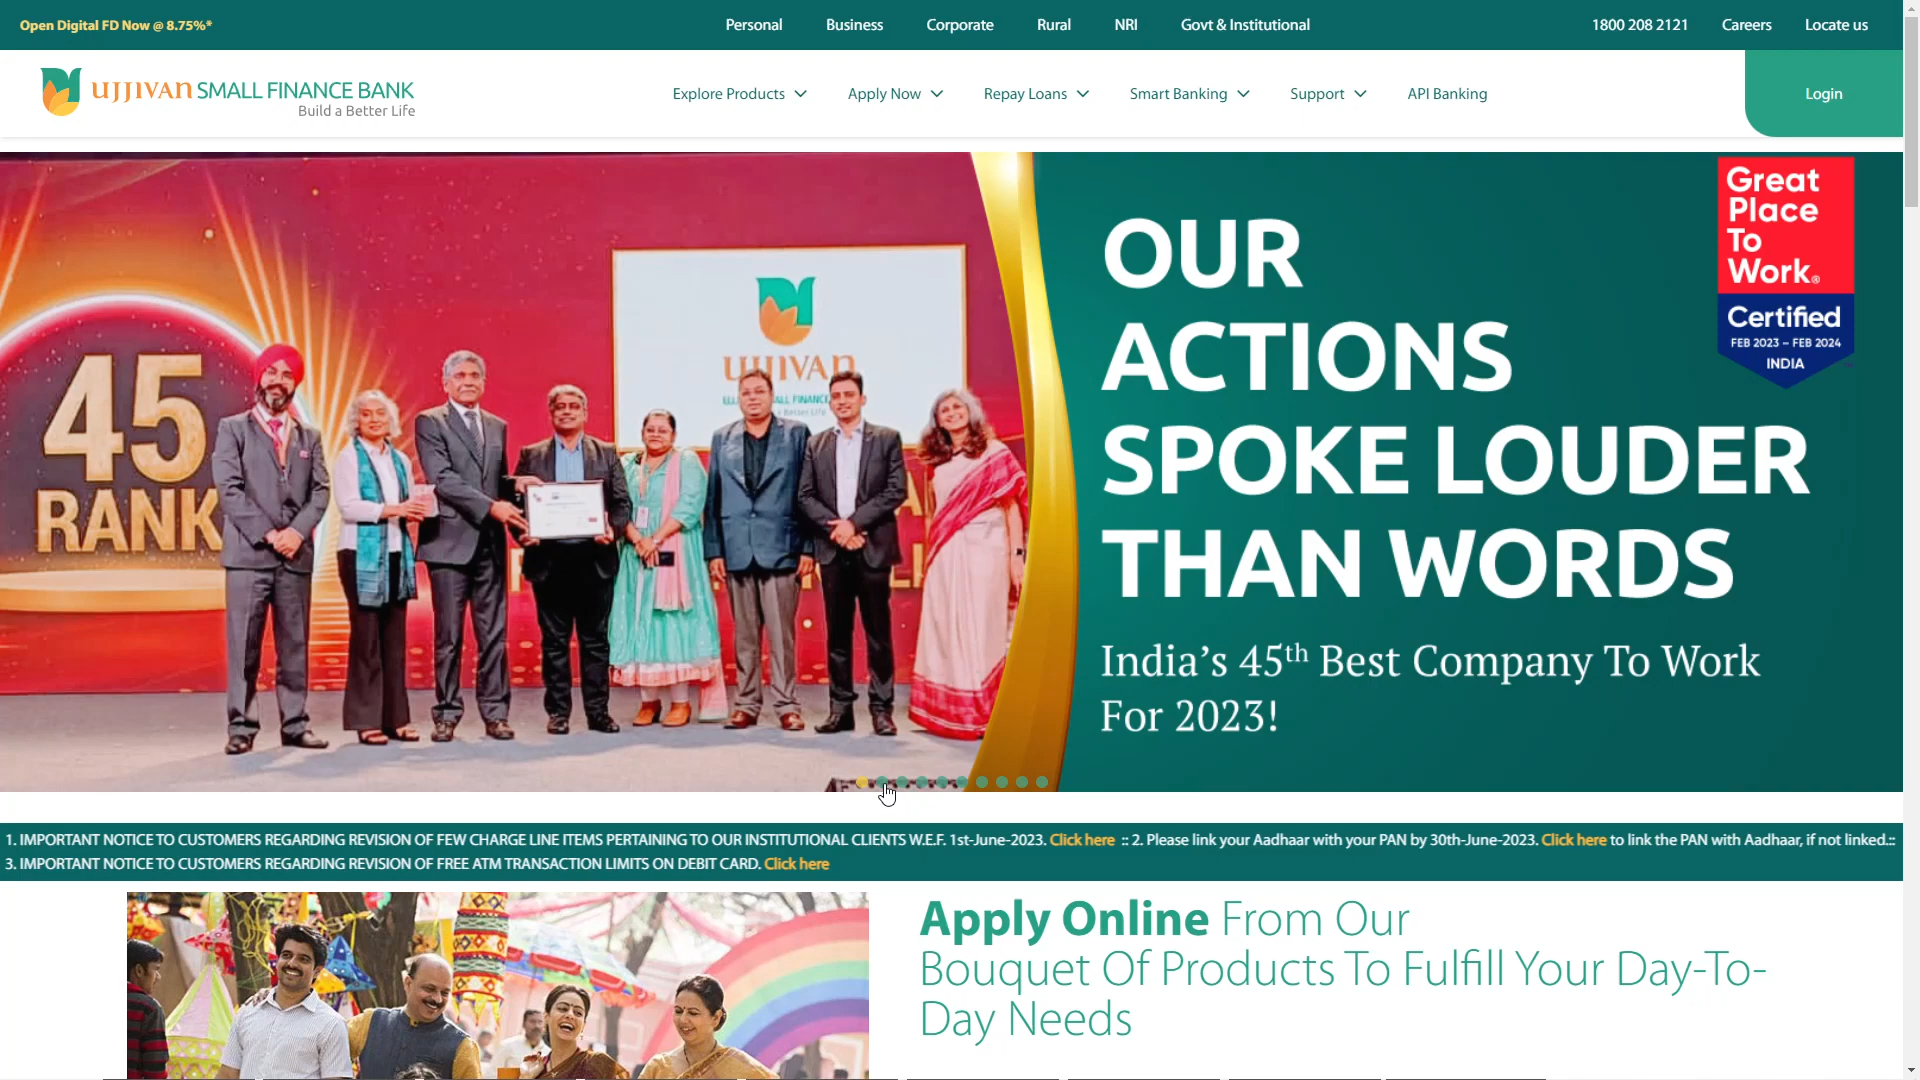 Open Digital FD Now @ 8.75%*
Personal Business Corporate Rural NRI Govt & Institutional
1800 208 2121 Careers Locate us
UJJIVAN SMALL FINANCE BANK
Build a Better Life
Explore Products Apply Now Repay Loans Smart Banking Support API Banking
Login
45
RANK
UJJIVAN
OUR
ACTIONS
SPOKE LOUDER
THAN WORDS
India's 45th Best Company To Work
For 2023!
Great
Place
To
Work®
Certified
FEB 2023 – FEB 2024
INDIA
1. IMPORTANT NOTICE TO CUSTOMERS REGARDING REVISION OF FEW CHARGE LINE ITEMS PERTAINING TO OUR INSTITUTIONAL CLIENTS W.E.F. 1st-June-2023. Click here :: 2. Please link your Aadhaar with your PAN by 30th-June-2023. Click here to link the PAN with Aadhaar, if not linked.::
3. IMPORTANT NOTICE TO CUSTOMERS REGARDING REVISION OF FREE ATM TRANSACTION LIMITS ON DEBIT CARD. Click here
Apply Online From Our
Bouquet Of Products To Fulfill Your Day-To-
Day Needs